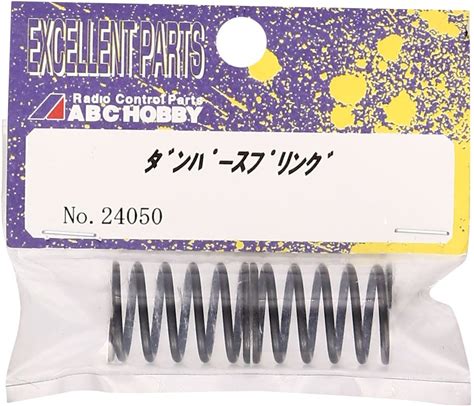 EXCELLENT PARTS
Radio Control Parts
ABC HOBBY
ﾀﾞﾝﾊﾟｰｽﾌﾟﾘﾝｸﾞ
No. 24050